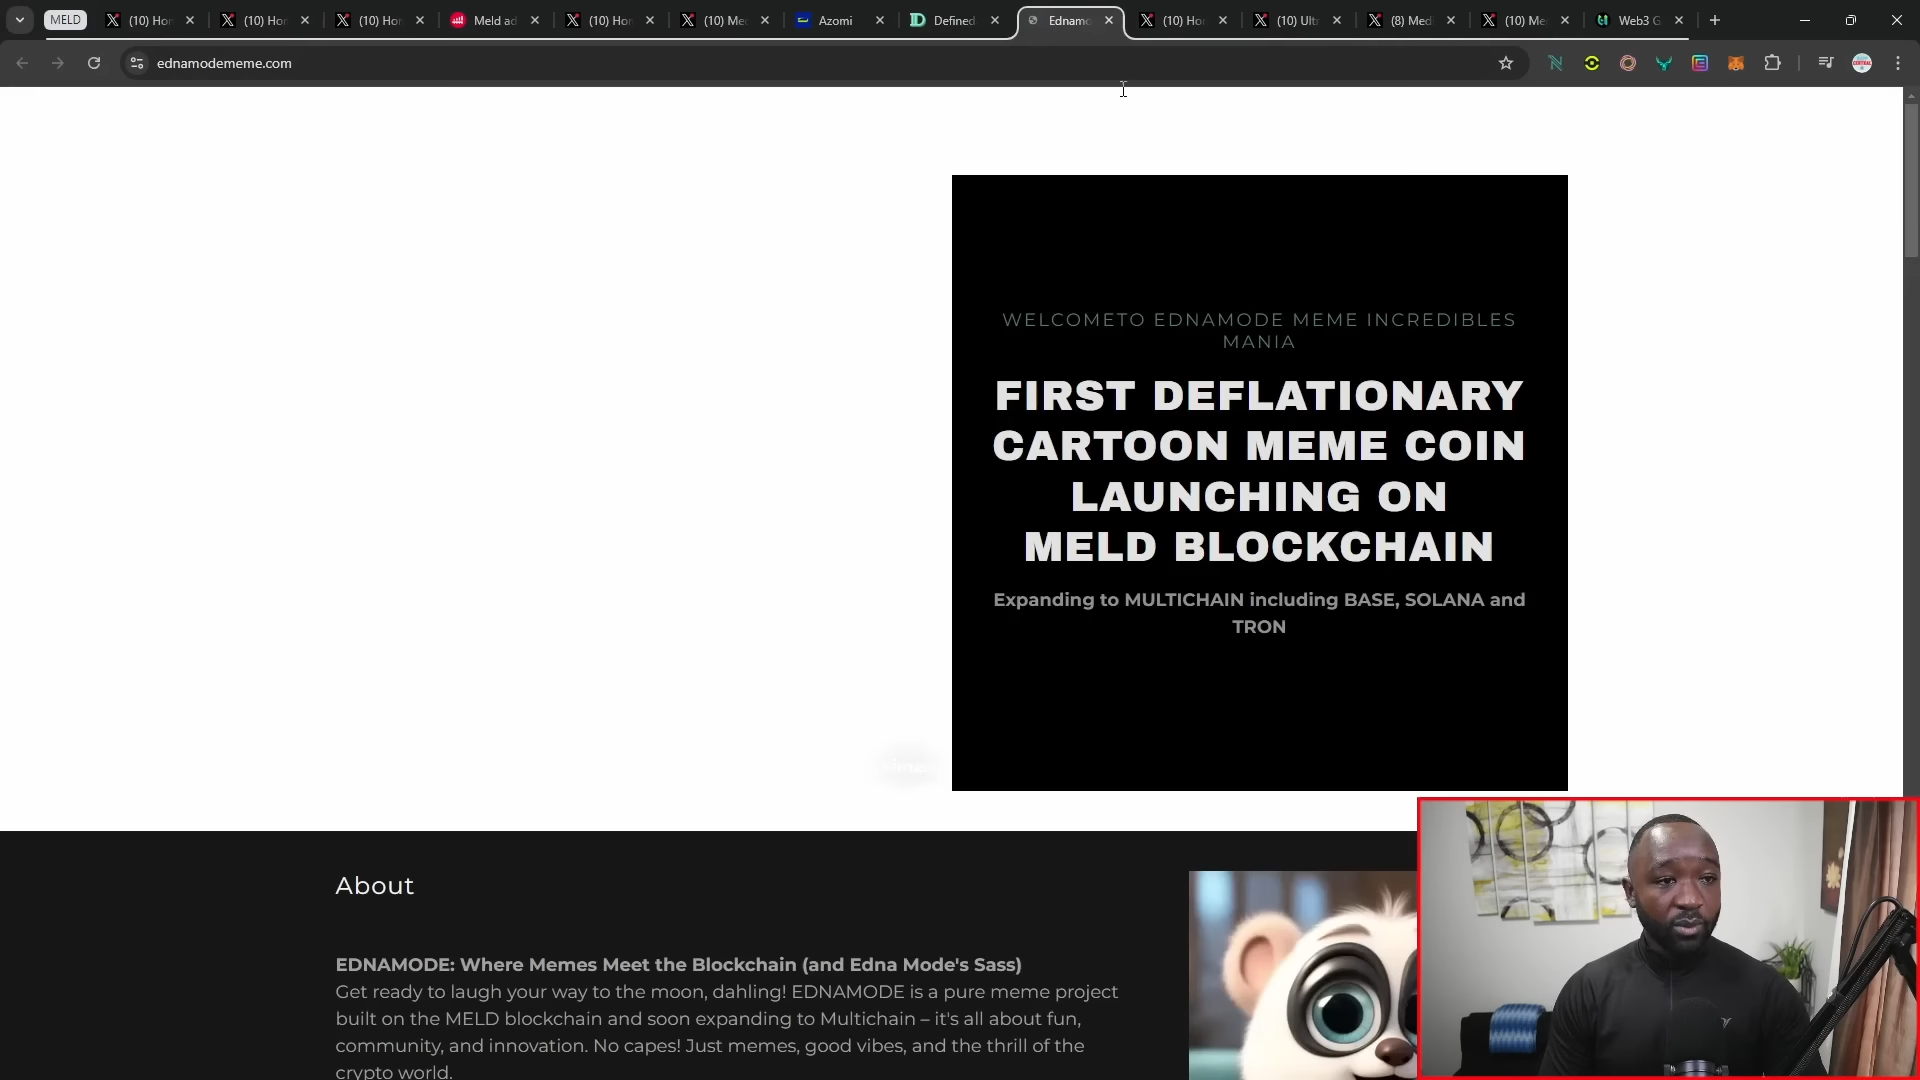 MELD
(10) Hor
(10) Hor
(10) Hor
Meld ad
(10) Hor
(10) Med
Azomi
Defined
Ednamo
(10) Ho
(10) Ultr
(8) Med
(10) Me
Web3 G
ednamodememe.com
WELCOMETO EDNAMODE MEME INCREDIBLES
MANIA
FIRST DEFLATIONARY
CARTOON MEME COIN
LAUNCHING ON
MELD BLOCKCHAIN
Expanding to MULTICHAIN including BASE, SOLANA and
TRON
About
EDNAMODE: Where Memes Meet the Blockchain (and Edna Mode's Sass)
Get ready to laugh your way to the moon, dahling! EDNAMODE is a pure meme project
built on the MELD blockchain and soon expanding to Multichain – it's all about fun,
community, and innovation. No capes! Just memes, good vibes, and the thrill of the
crypto world.